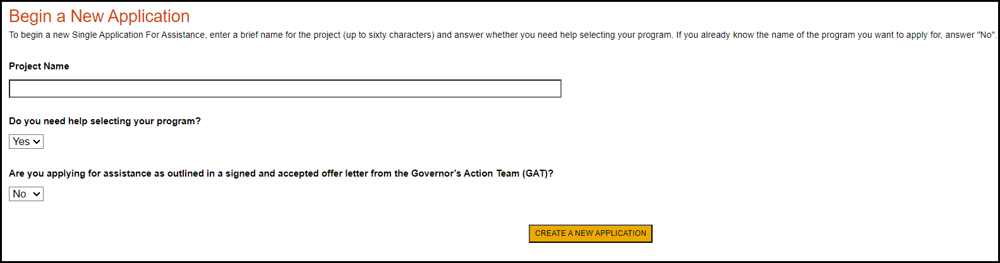 Begin a New Application
To begin a new Single Application For Assistance, enter a brief name for the project (up to sixty characters) and answer whether you need help selecting your program. If you already know the name of the program you want to apply for, answer "No".
Project Name
Do you need help selecting your program?
Yes
Are you applying for assistance as outlined in a signed and accepted offer letter from the Governor’s Action Team (GAT)?
No
CREATE A NEW APPLICATION